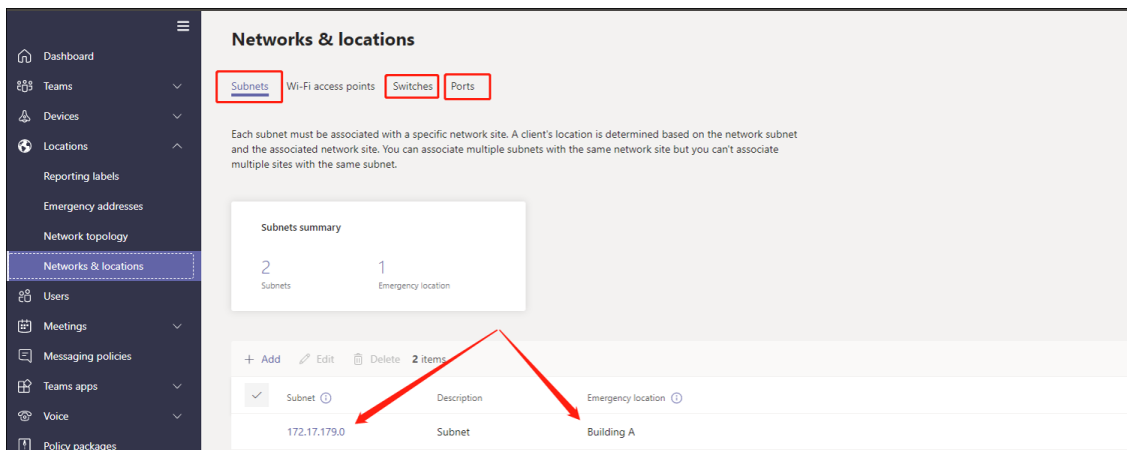 Dashboard
Teams
Devices
Locations
Reporting labels
Emergency addresses
Network topology
Networks & locations
Users
Meetings
Messaging policies
Teams apps
Voice
Policy packages
Networks & locations
Subnets Wi-Fi access points Switches Ports
Each subnet must be associated with a specific network site. A client's location is determined based on the network subnet
and the associated network site. You can associate multiple subnets with the same network site but you can't associate
multiple sites with the same subnet.
Subnets summary
2 1
Subnets Emergency location
+ Add Edit Delete 2 items
Subnet Description Emergency location
172.17.179.0 Subnet Building A